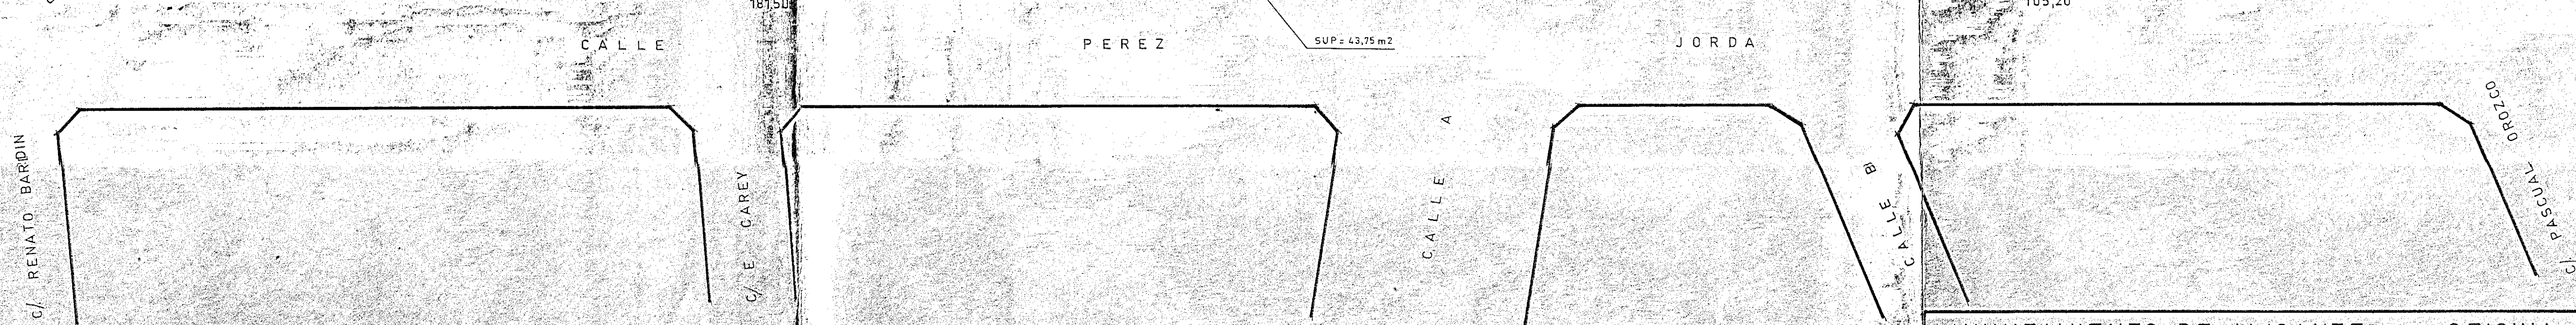 181,50
105,20
CALLE PEREZ JORDA
SUP = 43,75 m2
C/ RENATO BARDIN
C/ E CAREY
CALLE A
CALLE B
C/ PASCUAL OROZCO